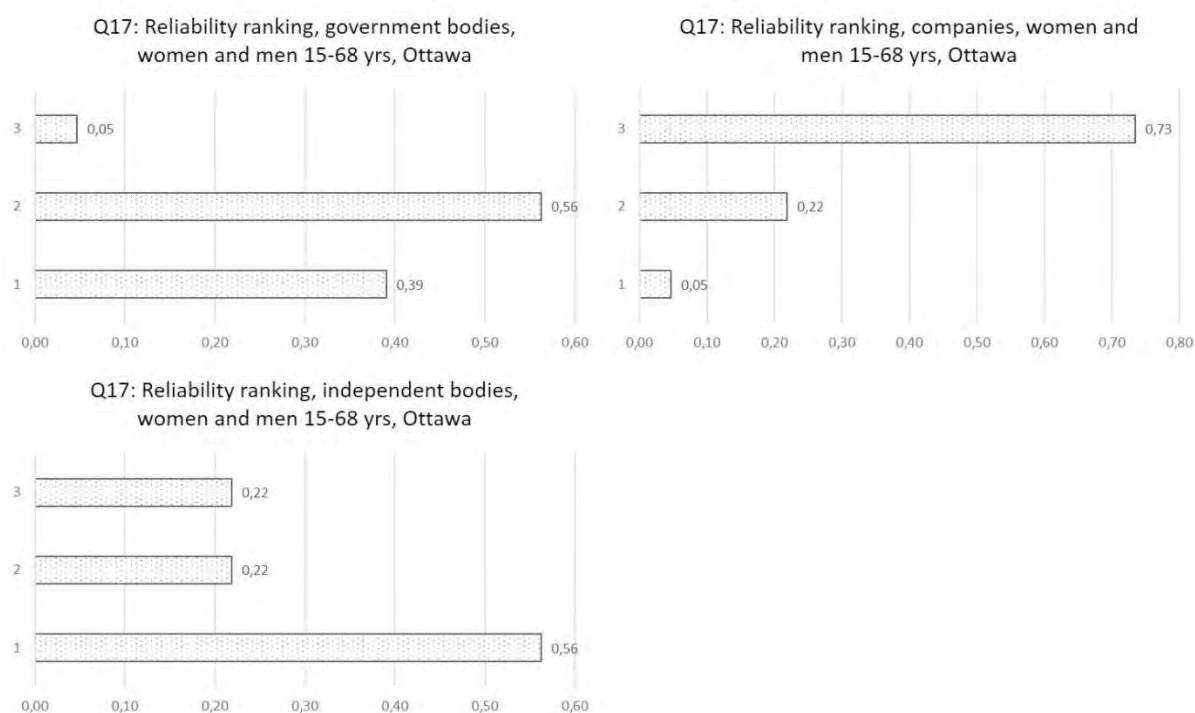 Q17: Reliability ranking, government bodies,
women and men 15-68 yrs, Ottawa
3
0,05
2
0,56
1
0,39
0,00 0,10 0,20 0,30 0,40 0,50 0,60
Q17: Reliability ranking, companies, women and
men 15-68 yrs, Ottawa
3
0,73
2
0,22
1
0,05
0,00 0,10 0,20 0,30 0,40 0,50 0,60 0,70 0,80
Q17: Reliability ranking, independent bodies,
women and men 15-68 yrs, Ottawa
3
0,22
2
0,22
1
0,56
0,00 0,10 0,20 0,30 0,40 0,50 0,60